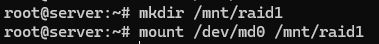 root@server:~# mkdir /mnt/raid1
root@server:~# mount /dev/md0 /mnt/raid1